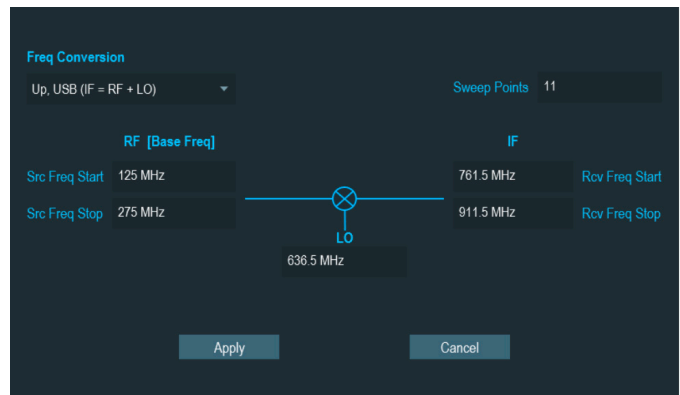 Freq Conversion
Up, USB (IF = RF + LO)
Sweep Points 11
RF [Base Freq]
IF
Src Freq Start 125 MHz
761.5 MHz Rcv Freq Start
Src Freq Stop 275 MHz
911.5 MHz Rcv Freq Stop
LO
636.5 MHz
Apply
Cancel